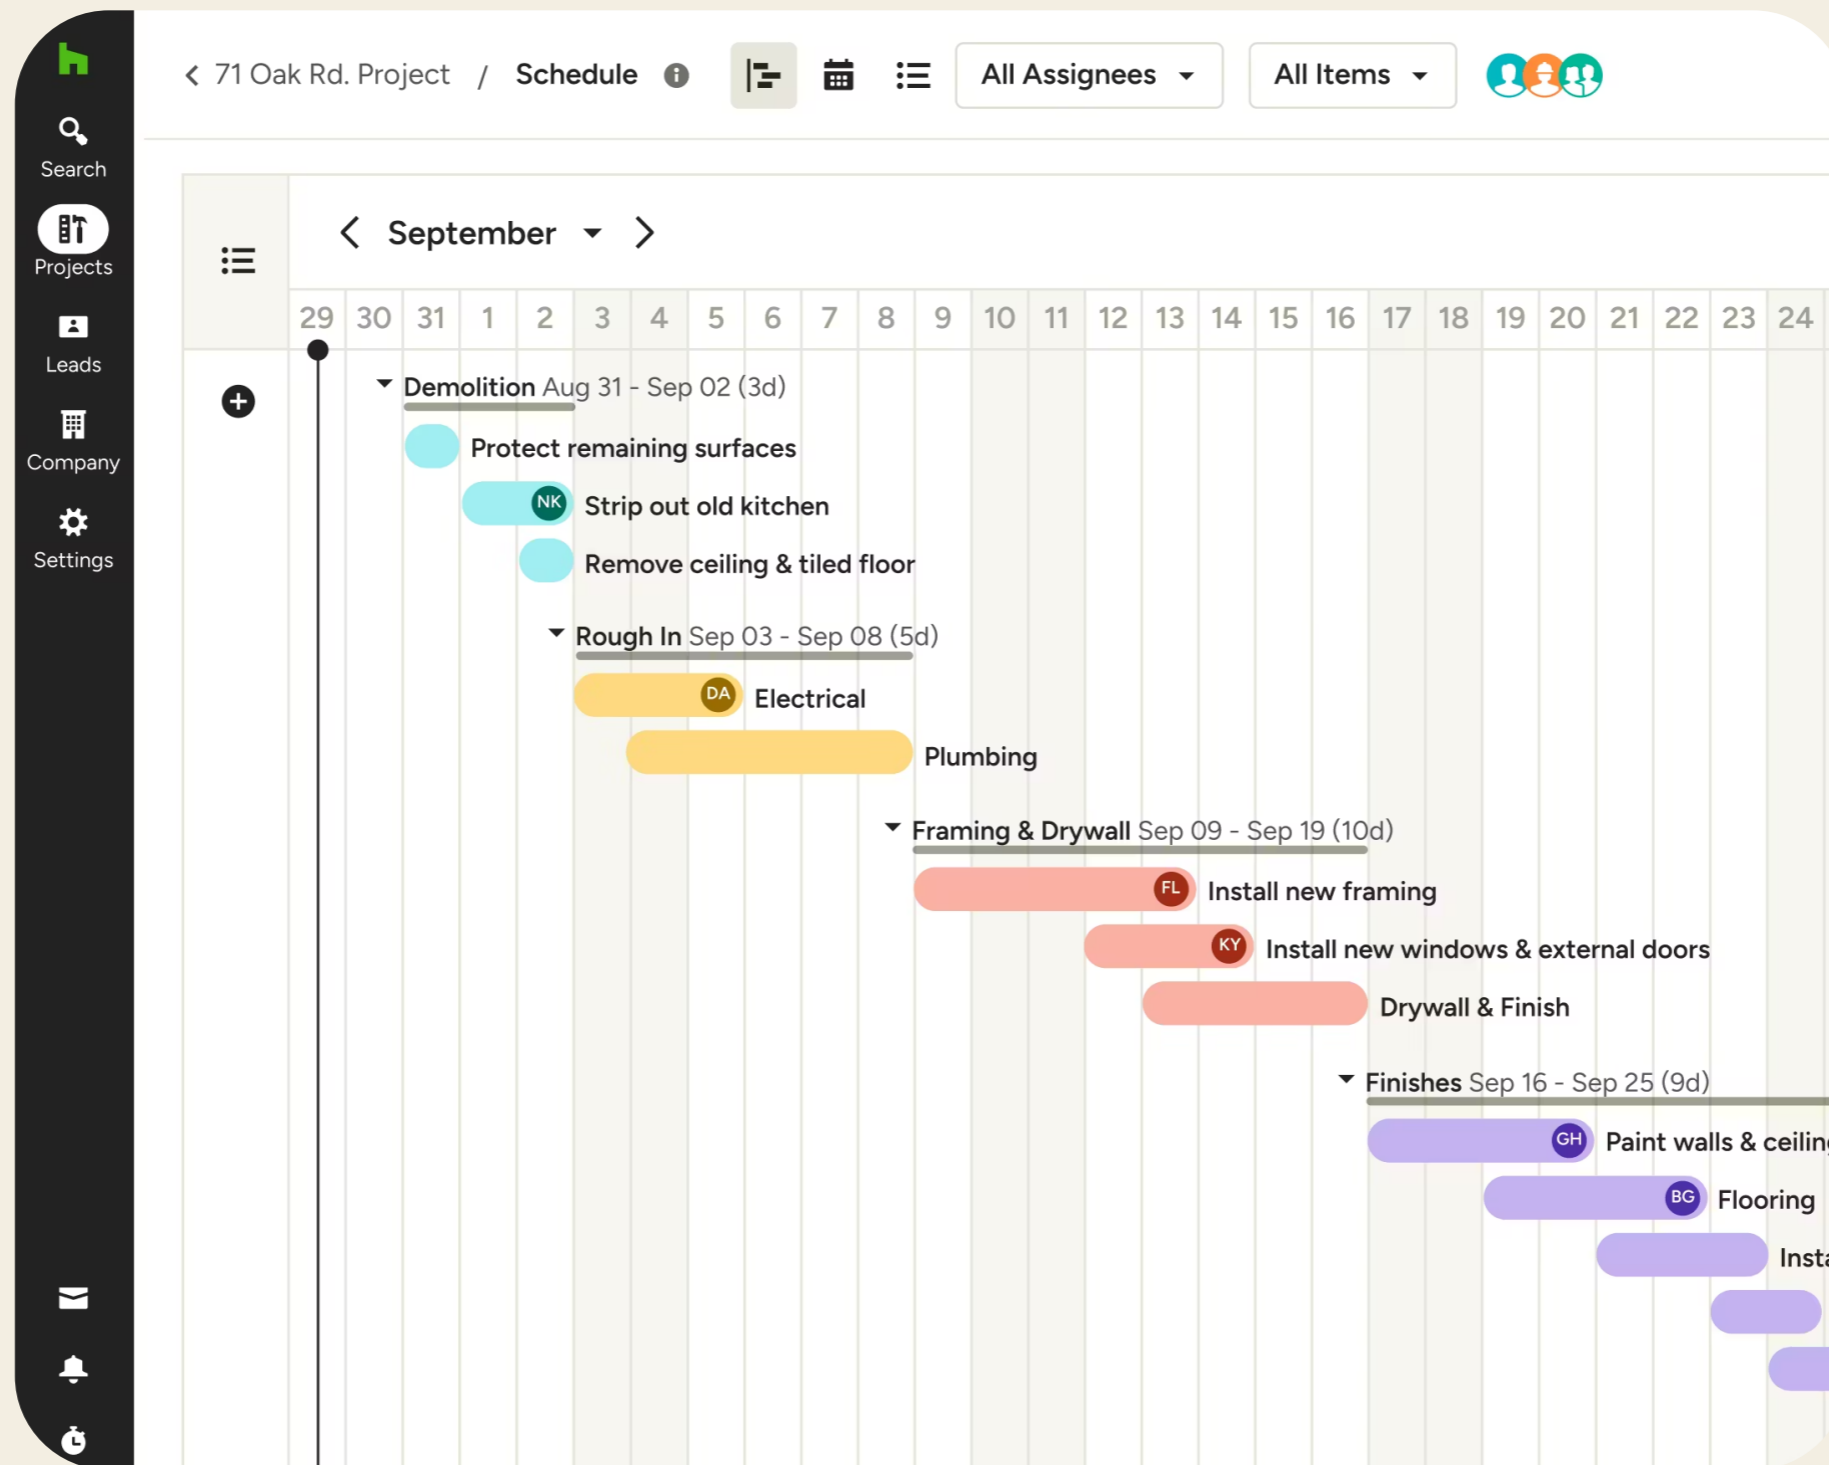 71 Oak Rd. Project / Schedule
All Assignees
All Items
Search
Projects
Leads
Company
Settings
September
29 30 31 1 2 3 4 5 6 7 8 9 10 11 12 13 14 15 16 17 18 19 20 21 22 23 24
Demolition Aug 31 - Sep 02 (3d)
Protect remaining surfaces
NK Strip out old kitchen
Remove ceiling & tiled floor
Rough In Sep 03 - Sep 08 (5d)
DA Electrical
Plumbing
Framing & Drywall Sep 09 - Sep 19 (10d)
FL Install new framing
KY Install new windows & external doors
Drywall & Finish
Finishes Sep 16 - Sep 25 (9d)
GH Paint walls &
BG Flooring